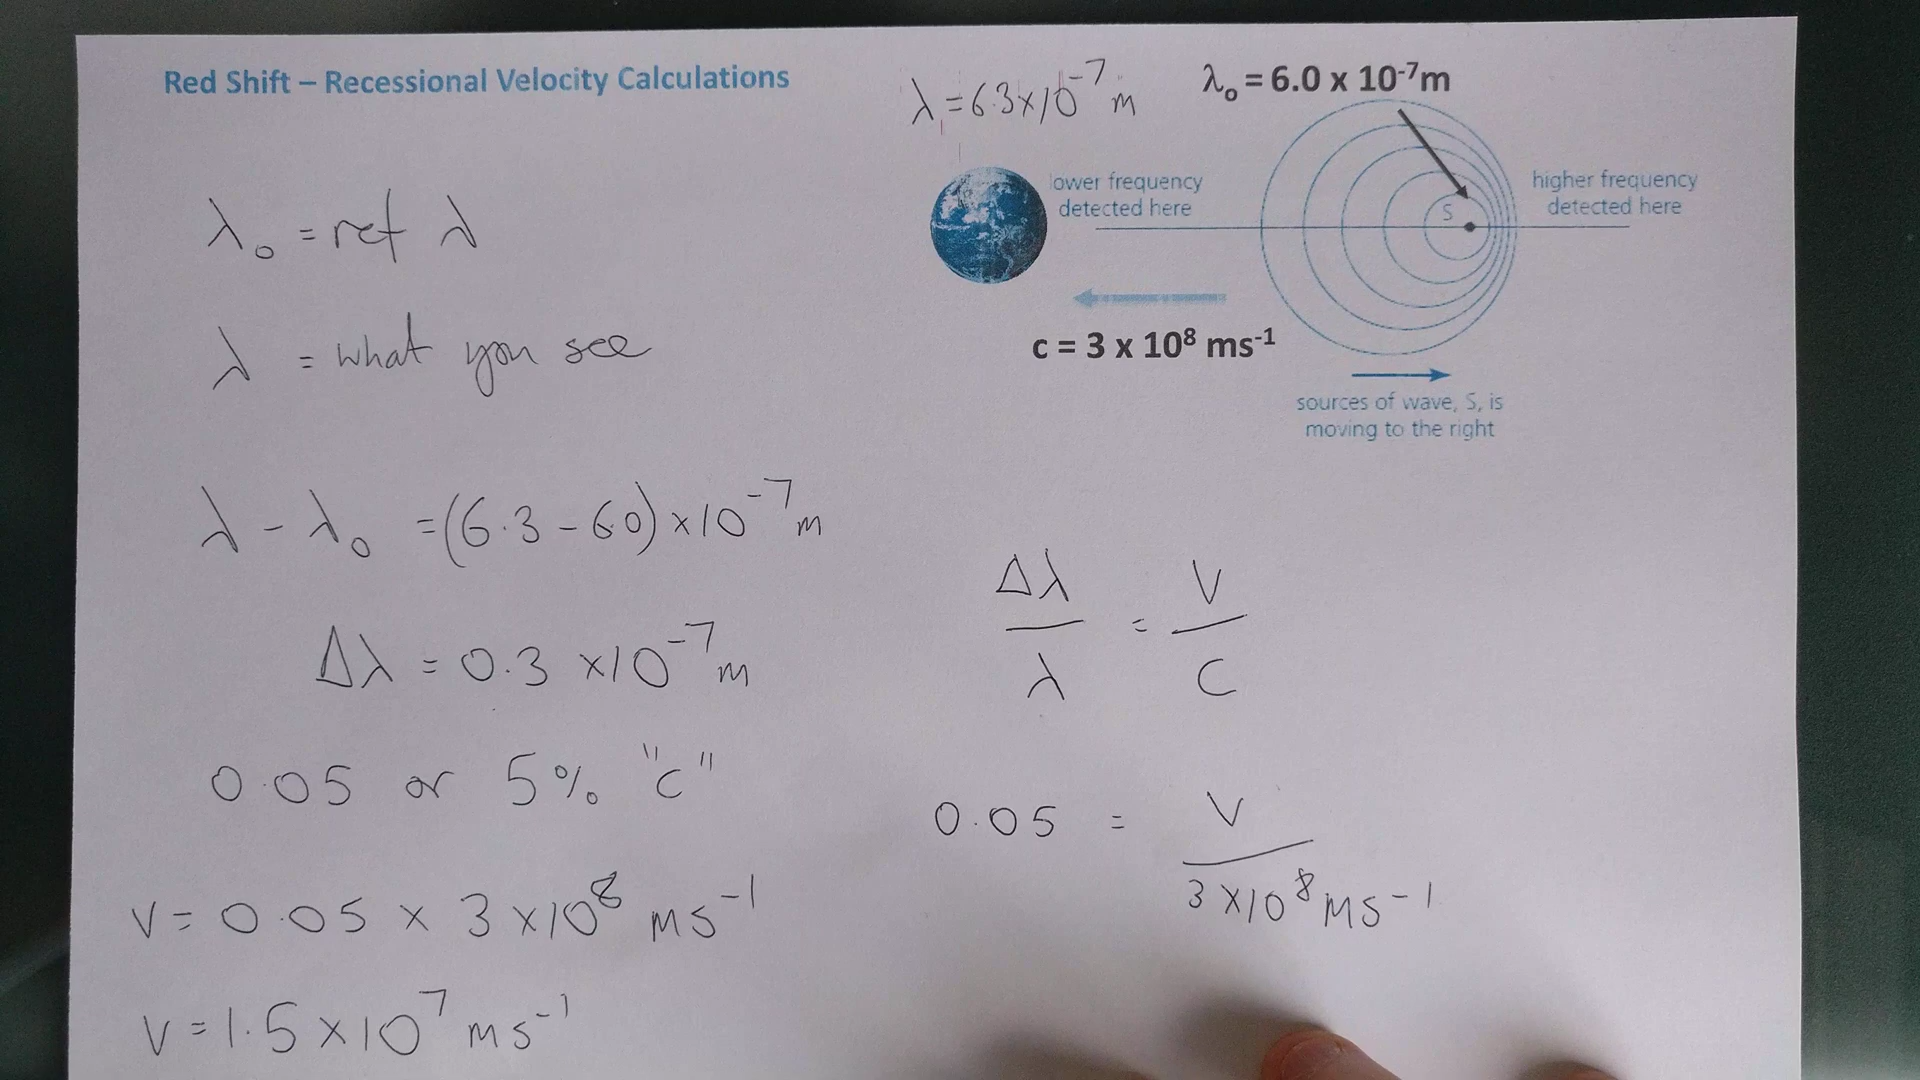 Red Shift – Recessional Velocity Calculations
λ = 6.3 x 10⁻⁷ m
λ₀ = 6.0 x 10⁻⁷m
lower frequency
detected here
higher frequency
detected here
S
c = 3 x 10⁸ ms⁻¹
sources of wave, S, is
moving to the right
λ₀ = ref λ
λ = what you see
λ - λ₀ = (6.3 - 6.0) x 10⁻⁷ m
Δλ = 0.3 x 10⁻⁷ m
0.05 or 5% "c"
V = 0.05 x 3 x 10⁸ ms⁻¹
V = 1.5 x 10⁷ ms⁻¹
Δλ/λ = V/C
0.05 = V/3 x 10⁸ ms⁻¹